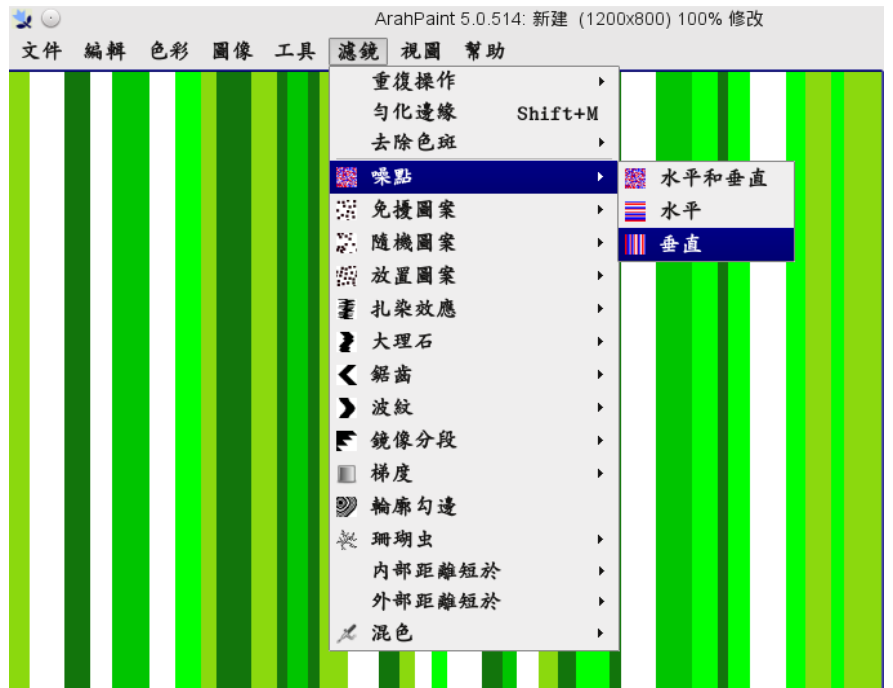 ArahPaint 5.0.514: 新建 (1200x800) 100% 修改
文件 編輯 色彩 圖像 工具 濾鏡 視圖 幫助
重復操作
勻化邊緣 Shift+M
去除色斑
噪點
水平和垂直
免擾圖案
水平
隨機圖案
垂直
放置圖案
扎染效應
大理石
鋸齒
波紋
鏡像分段
梯度
輪廓勾邊
珊瑚虫
內部距離短於
外部距離短於
混色